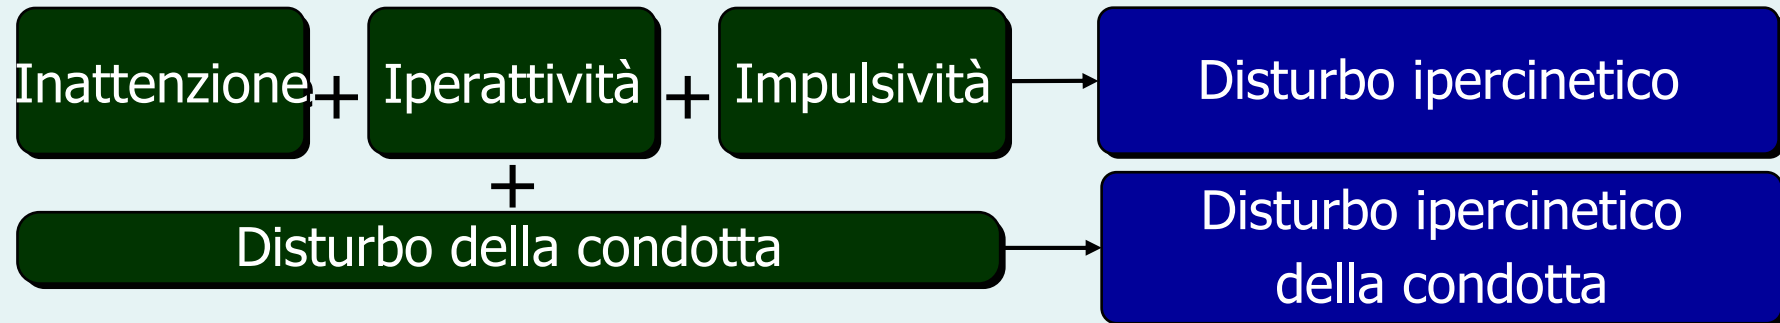 Inattenzione + Iperattività + Impulsività Disturbo ipercinetico
+
Disturbo della condotta
Disturbo ipercinetico
della condotta